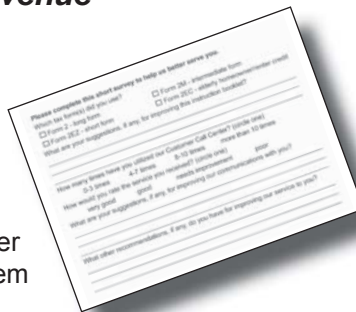 venue
Please complete this short survey to help us better serve you.
Which tax form(s) did you use?
☐ Form 2 - long form
☐ Form 2M - intermediate form
☐ Form 2EZ - short form
☐ Form 2EC - elderly homeowner/renter credit
What are your suggestions, if any, for improving this instruction booklet?
How many times have you utilized our Customer Call Center? (circle one)
0-3 times 4-7 times 8-10 times more than 10 times
How would you rate the service you received? (circle one)
very good good needs improvement poor
What are your suggestions, if any, for improving our communications with you?
What other recommendations, if any, do you have for improving our service to you?
er
em